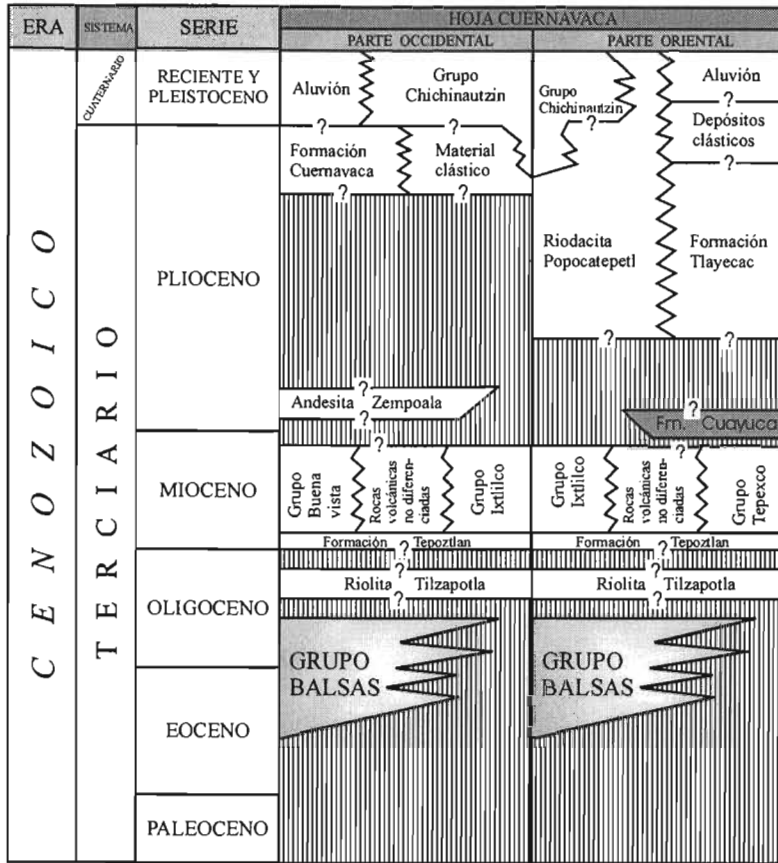 ERA
SISTEMA
SERIE
HOJA CUERNAVACA
PARTE OCCIDENTAL
PARTE ORIENTAL
CENOZOICO
CUATERNARIO
TERCIARIO
RECIENTE Y
PLEISTOCENO
Aluvión
Grupo
Chichinautzin
Grupo
Chichinautzin
?
Aluvión
?
Depósitos
clásticos
?
?
?
Formación
Cuernavaca
?
Material
clástico
?
PLIOCENO
Riodacita
Popocatepetl
?
Formación
Tlayecac
?
?
Andesita Zempoala
?
?
Fm. Cuayuca
?
?
MIOCENO
Grupo
Buena
vista
Rocas
volcánicas
no diferen-
ciadas
Grupo
Ixtlilco
Grupo
Ixtlilco
Rocas
volcánicas
no diferen-
ciadas
Grupo
Tepexco
Formación ? Tepoztlan
Formación ? Tepoztlan
?
?
OLIGOCENO
Riolita Tilzapotla
?
Riolita Tilzapotla
?
GRUPO
BALSAS
GRUPO
BALSAS
EOCENO
PALEOCENO